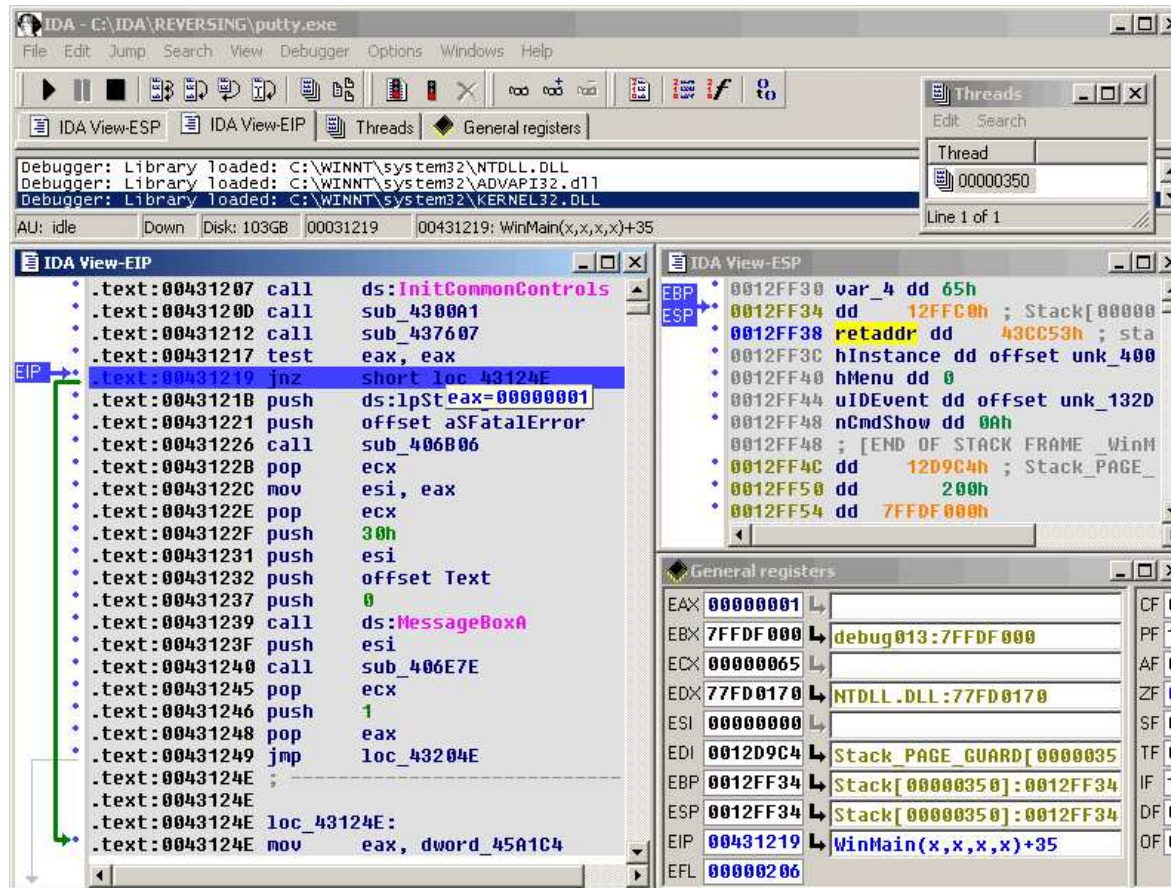 IDA - C:\IDA\REVERSING\putty.exe
File Edit Jump Search View Debugger Options Windows Help
IDA View-ESP IDA View-EIP Threads General registers
Debugger: Library loaded: C:\WINNT\system32\NTDLL.DLL
Debugger: Library loaded: C:\WINNT\system32\ADVAPI32.dll
Debugger: Library loaded: C:\WINNT\system32\KERNEL32.DLL
AU: idle Down Disk: 103GB 00031219 00431219: WinMain(x,x,x,x)+35
Threads
Edit Search
Thread
00000350
Line 1 of 1
IDA View-EIP
.text:00431207 call ds:InitCommonControls
.text:0043120D call sub_4300A1
.text:00431212 call sub_437607
.text:00431217 test eax, eax
EIP
.text:00431219 jnz short loc_43124E
.text:0043121B push ds:lpSt
eax=00000001
.text:00431221 push offset aSFatalError
.text:00431226 call sub_406B06
.text:0043122B pop ecx
.text:0043122C mov esi, eax
.text:0043122E pop ecx
.text:0043122F push 30h
.text:00431231 push esi
.text:00431232 push offset Text
.text:00431237 push 0
.text:00431239 call ds:MessageBoxA
.text:0043123F push esi
.text:00431240 call sub_406E7E
.text:00431245 pop ecx
.text:00431246 push 1
.text:00431248 pop eax
.text:00431249 jmp loc_43204E
.text:0043124E ; ----------------------------
.text:0043124E
.text:0043124E loc_43124E:
.text:0043124E mov eax, dword_45A1C4
IDA View-ESP
EBP
ESP
0012FF30 var_4 dd 65h
0012FF34 dd 12FFC0h ; Stack[00000
0012FF38 retaddr dd 43CC53h ; sta
0012FF3C hInstance dd offset unk_400
0012FF40 hMenu dd 0
0012FF44 uIDEvent dd offset unk_132D
0012FF48 nCmdShow dd 0Ah
0012FF48 ; [END OF STACK FRAME _WinM
0012FF4C dd 12D9C4h ; Stack_PAGE_
0012FF50 dd 200h
0012FF54 dd 7FFDF000h
General registers
EAX 00000001
EBX 7FFDF000 debug013:7FFDF000
ECX 00000065
EDX 77FD0170 NTDLL.DLL:77FD0170
ESI 00000000
EDI 0012D9C4 Stack_PAGE_GUARD[0000035
EBP 0012FF34 Stack[00000350]:0012FF34
ESP 0012FF34 Stack[00000350]:0012FF34
EIP 00431219 WinMain(x,x,x,x)+35
EFL 00000206
CF
PF
AF
ZF
SF
TF
IF
DF
OF